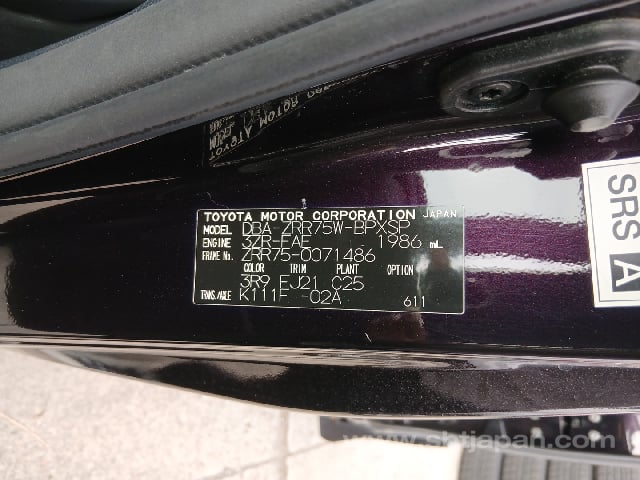 TOYOTA MOTOR CORPORATION JAPAN
MODEL DBA-ZRR75W-BPXSP
ENGINE 3ZR-FAE 1986 mL
FRAME No. ZRR75-0071486
COLOR TRIM PLANT OPTION
3R9 EJ21 C25
TRANS./AXLE K111F -02A 611
SRS A
www.sbtjapan.com